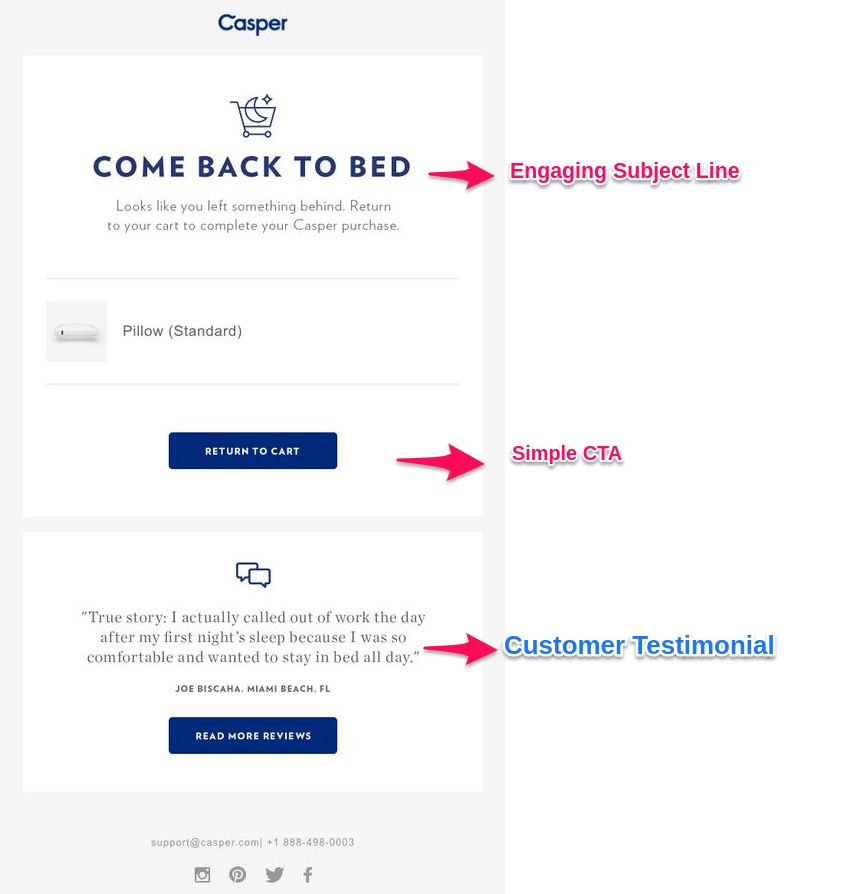 Casper
COME BACK TO BED
Engaging Subject Line
Looks like you left something behind. Return
to your cart to complete your Casper purchase.
Pillow (Standard)
RETURN TO CART
Simple CTA
"True story: I actually called out of work the day
after my first night's sleep because I was so
comfortable and wanted to stay in bed all day."
Customer Testimonial
JOE BISCAHA, MIAMI BEACH, FL
READ MORE REVIEWS
support@casper.com| +1 888-498-0003